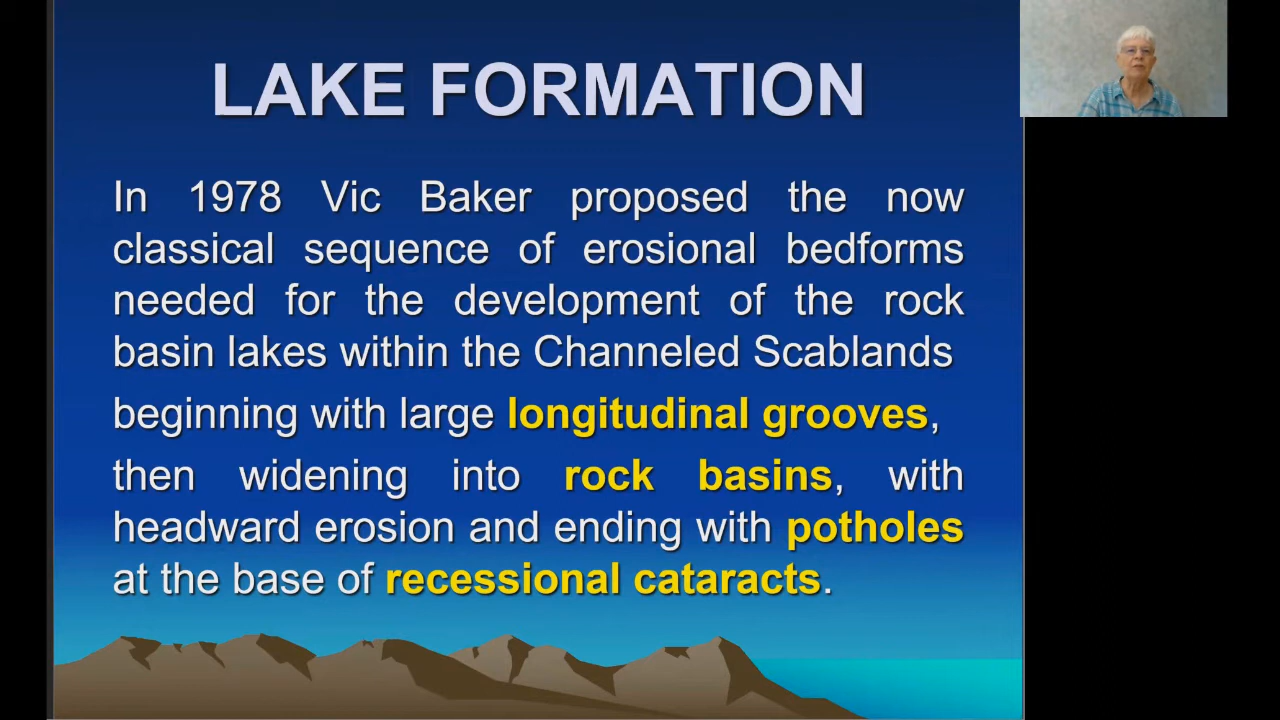 LAKE FORMATION
In 1978 Vic Baker proposed the now
classical sequence of erosional bedforms
needed for the development of the rock
basin lakes within the Channeled Scablands
beginning with large longitudinal grooves,
then widening into rock basins, with
headward erosion and ending with potholes
at the base of recessional cataracts.